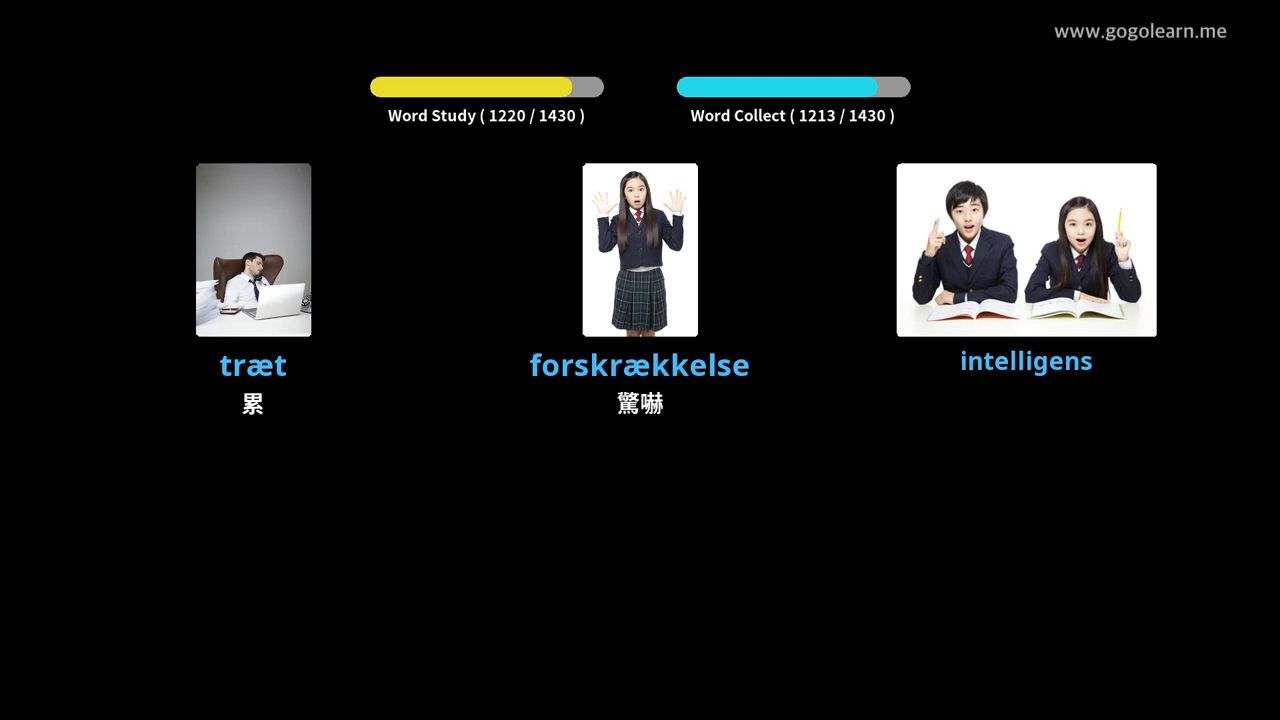 www.gogolearn.me
Word Study ( 1220 / 1430 )
Word Collect ( 1213 / 1430 )
træt
forskrækkelse
intelligens
累
驚嚇